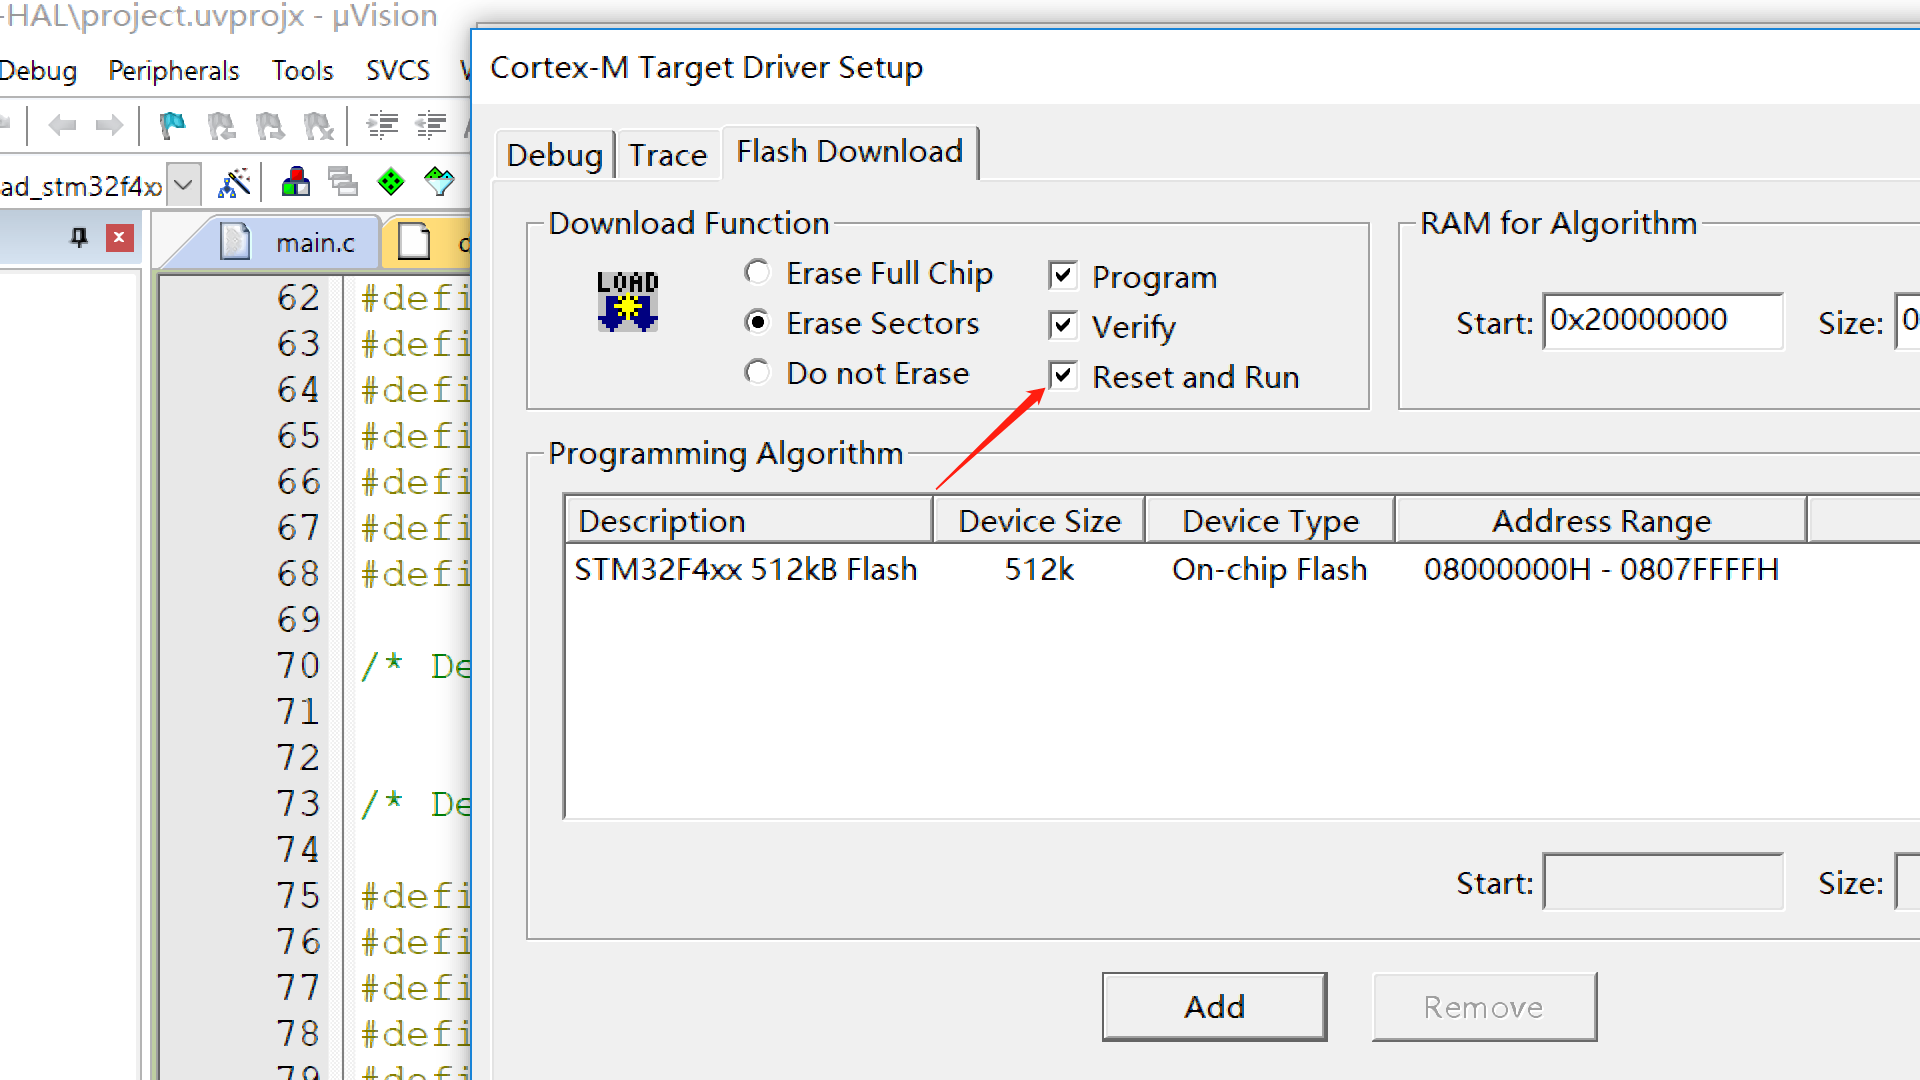 -HAL\project.uvprojx - µVision
Debug Peripherals Tools SVCS
ad_stm32f4xx
main.c
62 #defi
63 #defi
64 #defi
65 #defi
66 #defi
67 #defi
68 #defi
69
70 /* De
71
72
73 /* De
74
75 #defi
76 #defi
77 #defi
78 #defi
79 #defi
Cortex-M Target Driver Setup
Debug Trace Flash Download
Download Function
LOAD
Erase Full Chip
Erase Sectors
Do not Erase
Program
Verify
Reset and Run
RAM for Algorithm
Start: 0x20000000 Size: 0
Programming Algorithm
Description Device Size Device Type Address Range
STM32F4xx 512kB Flash 512k On-chip Flash 08000000H - 0807FFFFH
Start: Size:
Add Remove